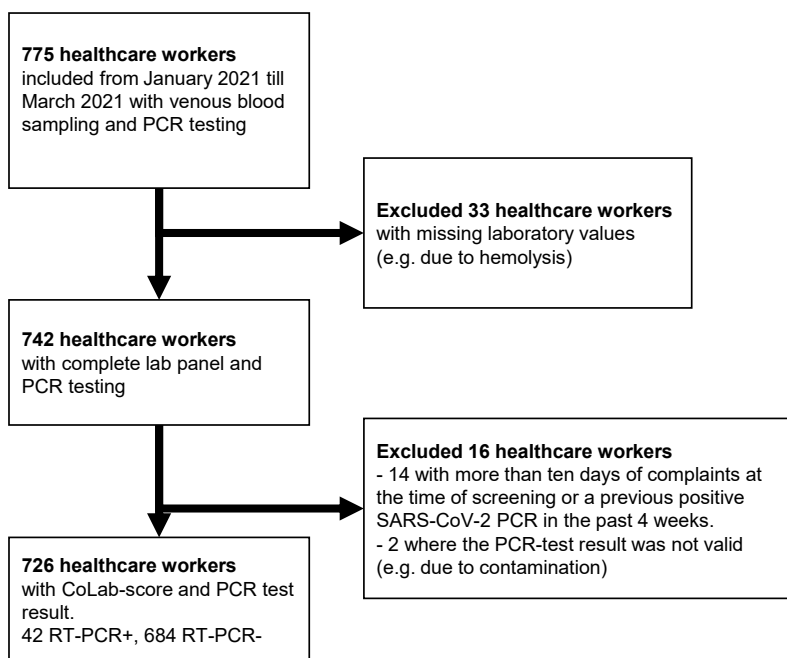 775 healthcare workers
included from January 2021 till
March 2021 with venous blood
sampling and PCR testing
Excluded 33 healthcare workers
with missing laboratory values
(e.g. due to hemolysis)
742 healthcare workers
with complete lab panel and
PCR testing
Excluded 16 healthcare workers
- 14 with more than ten days of complaints at
the time of screening or a previous positive
SARS-CoV-2 PCR in the past 4 weeks.
- 2 where the PCR-test result was not valid
(e.g. due to contamination)
726 healthcare workers
with CoLab-score and PCR test
result.
42 RT-PCR+, 684 RT-PCR-